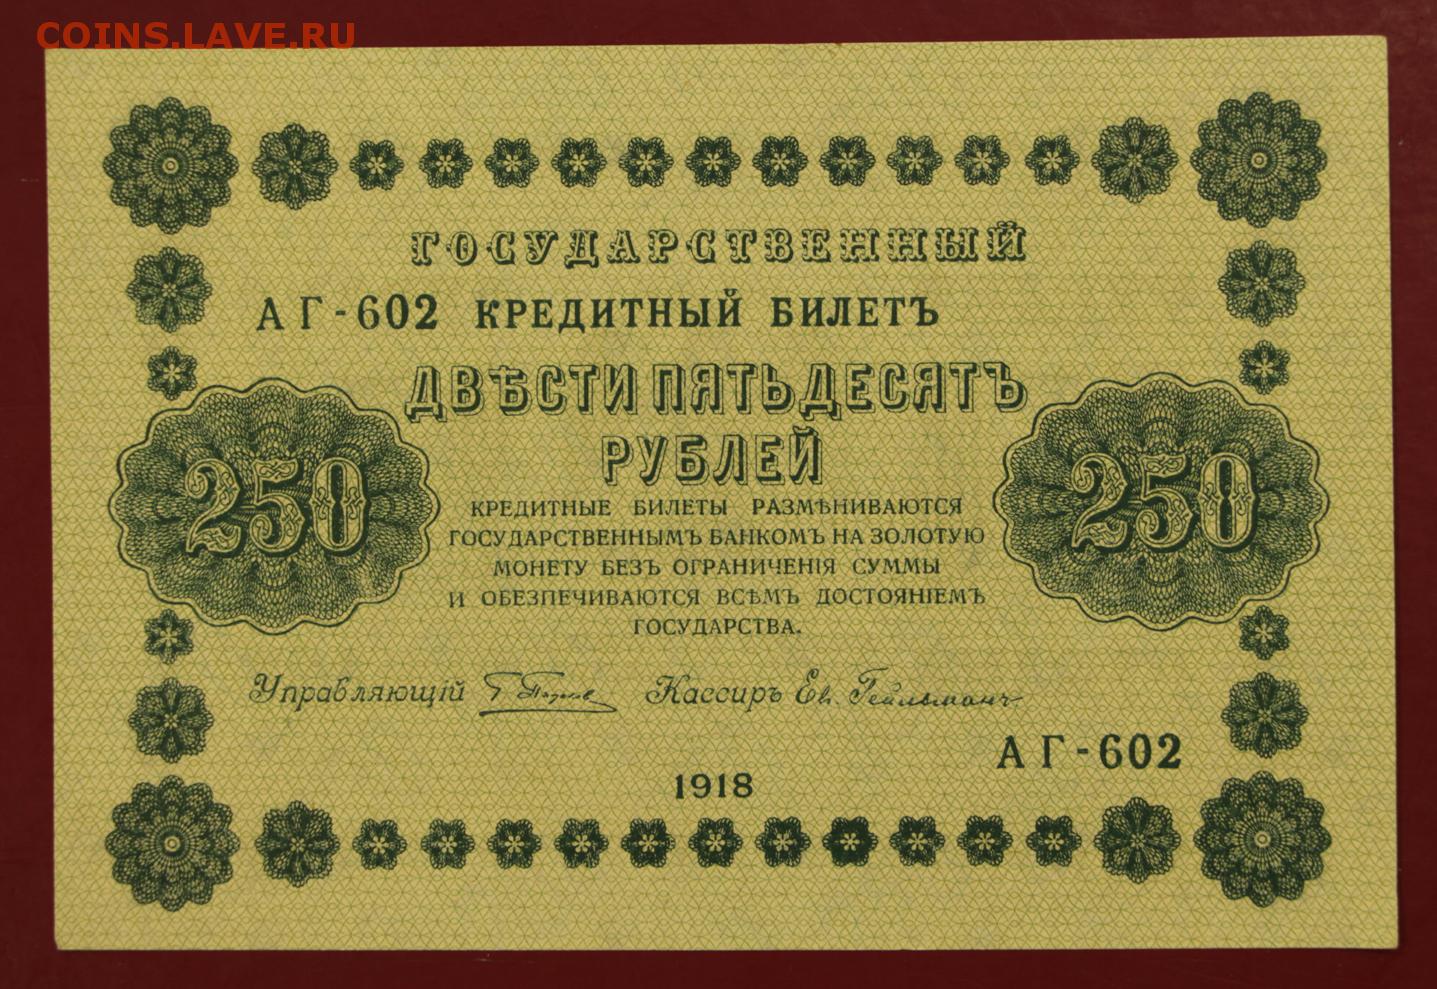 COINS.LAVE.RU
ГОСУДАРСТВЕННЫЙ
АГ-602 КРЕДИТНЫЙ БИЛЕТЪ
ДВѢСТИ ПЯТЬДЕСЯТЪ
РУБЛЕЙ
250 250
КРЕДИТНЫЕ БИЛЕТЫ РАЗМѢНИВАЮТСЯ
ГОСУДАРСТВЕННЫМЪ БАНКОМЪ НА ЗОЛОТУЮ
МОНЕТУ БЕЗЪ ОГРАНИЧЕНІЯ СУММЫ
И ОБЕЗПЕЧИВАЮТСЯ ВСѢМЪ ДОСТОЯНІЕМЪ
ГОСУДАРСТВА.
Управляющій Кассиръ Ев. Гейльманъ
АГ-602
1918